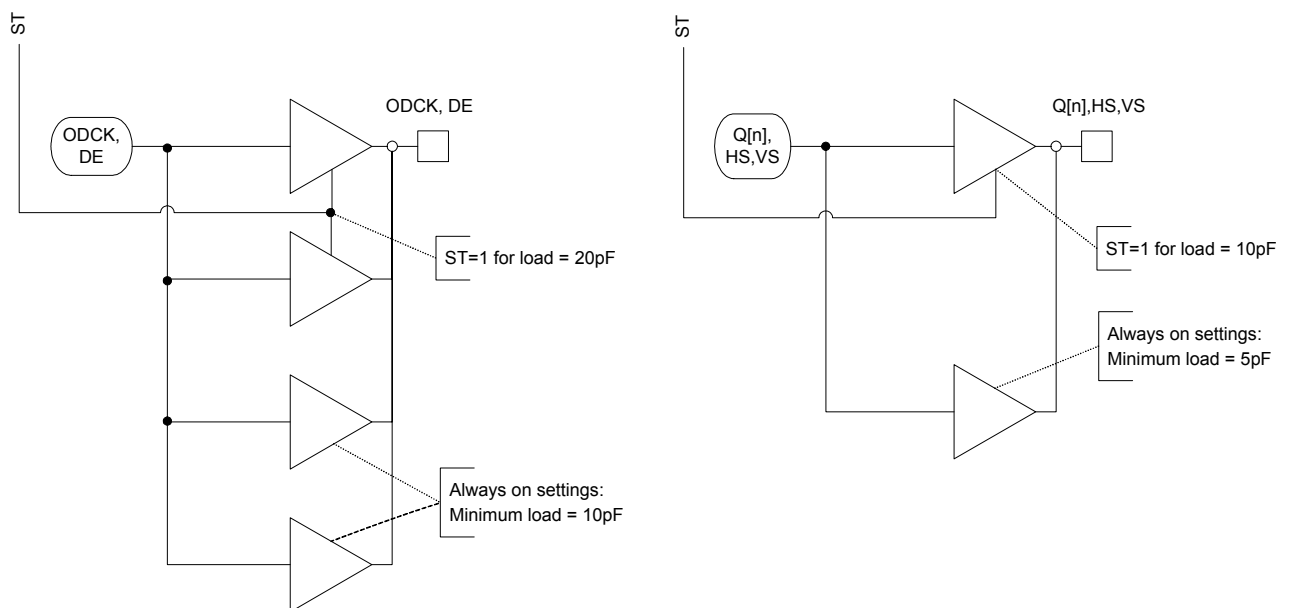 ST
ODCK, DE
ODCK,
DE
ST=1 for load = 20pF
Always on settings:
Minimum load = 10pF
ST
Q[n],HS,VS
Q[n],
HS,VS
ST=1 for load = 10pF
Always on settings:
Minimum load = 5pF